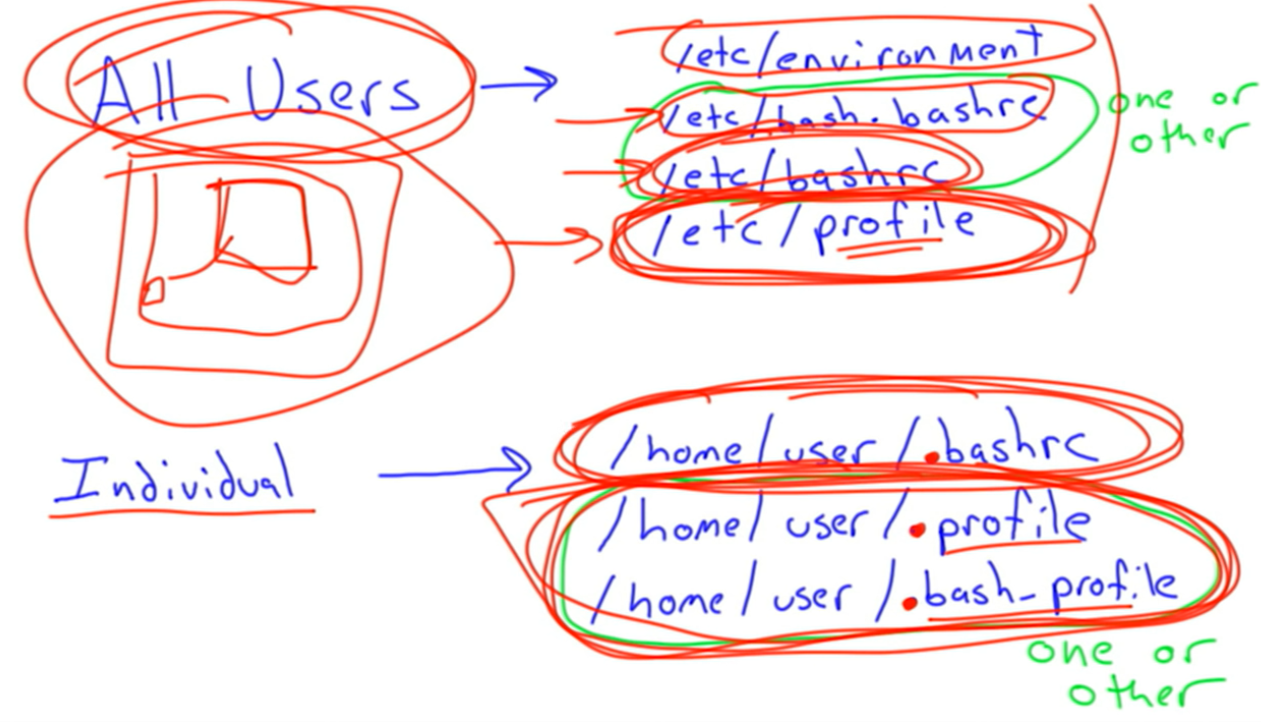 All Users
/etc/environment
/etc/bash.bashrc
/etc/bashrc
/etc/profile
one or
other
Individual
/home/user/.bashrc
/home/user/.profile
/home/user/.bash_profile
one or
other